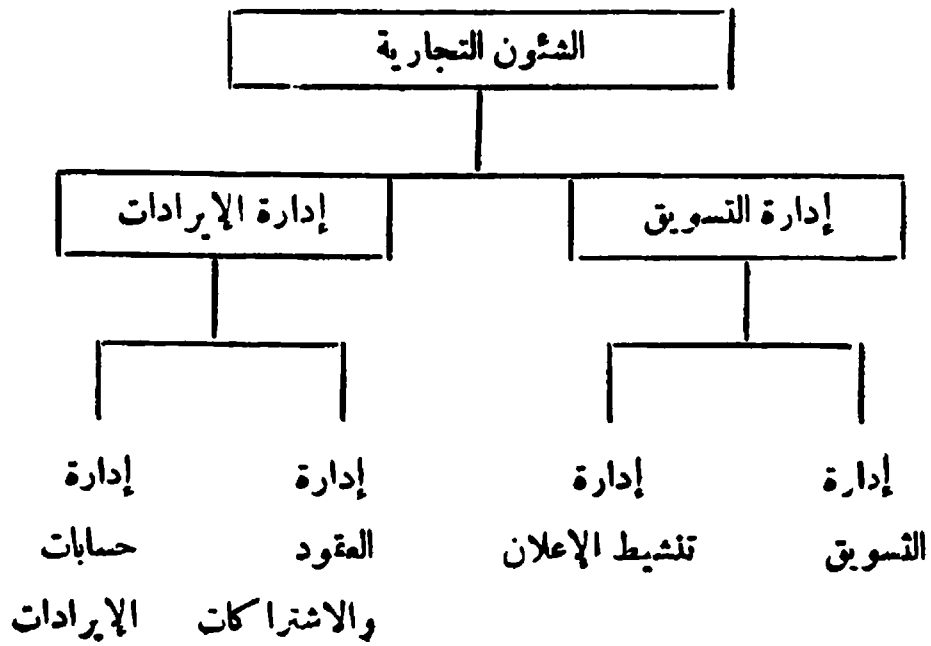 الشئون التجارية
إدارة التسويق
إدارة الإيرادات
إدارة
التسويق
إدارة
تنشيط الإعلان
إدارة
العقود
والاشتراكات
إدارة
حسابات
الإيرادات